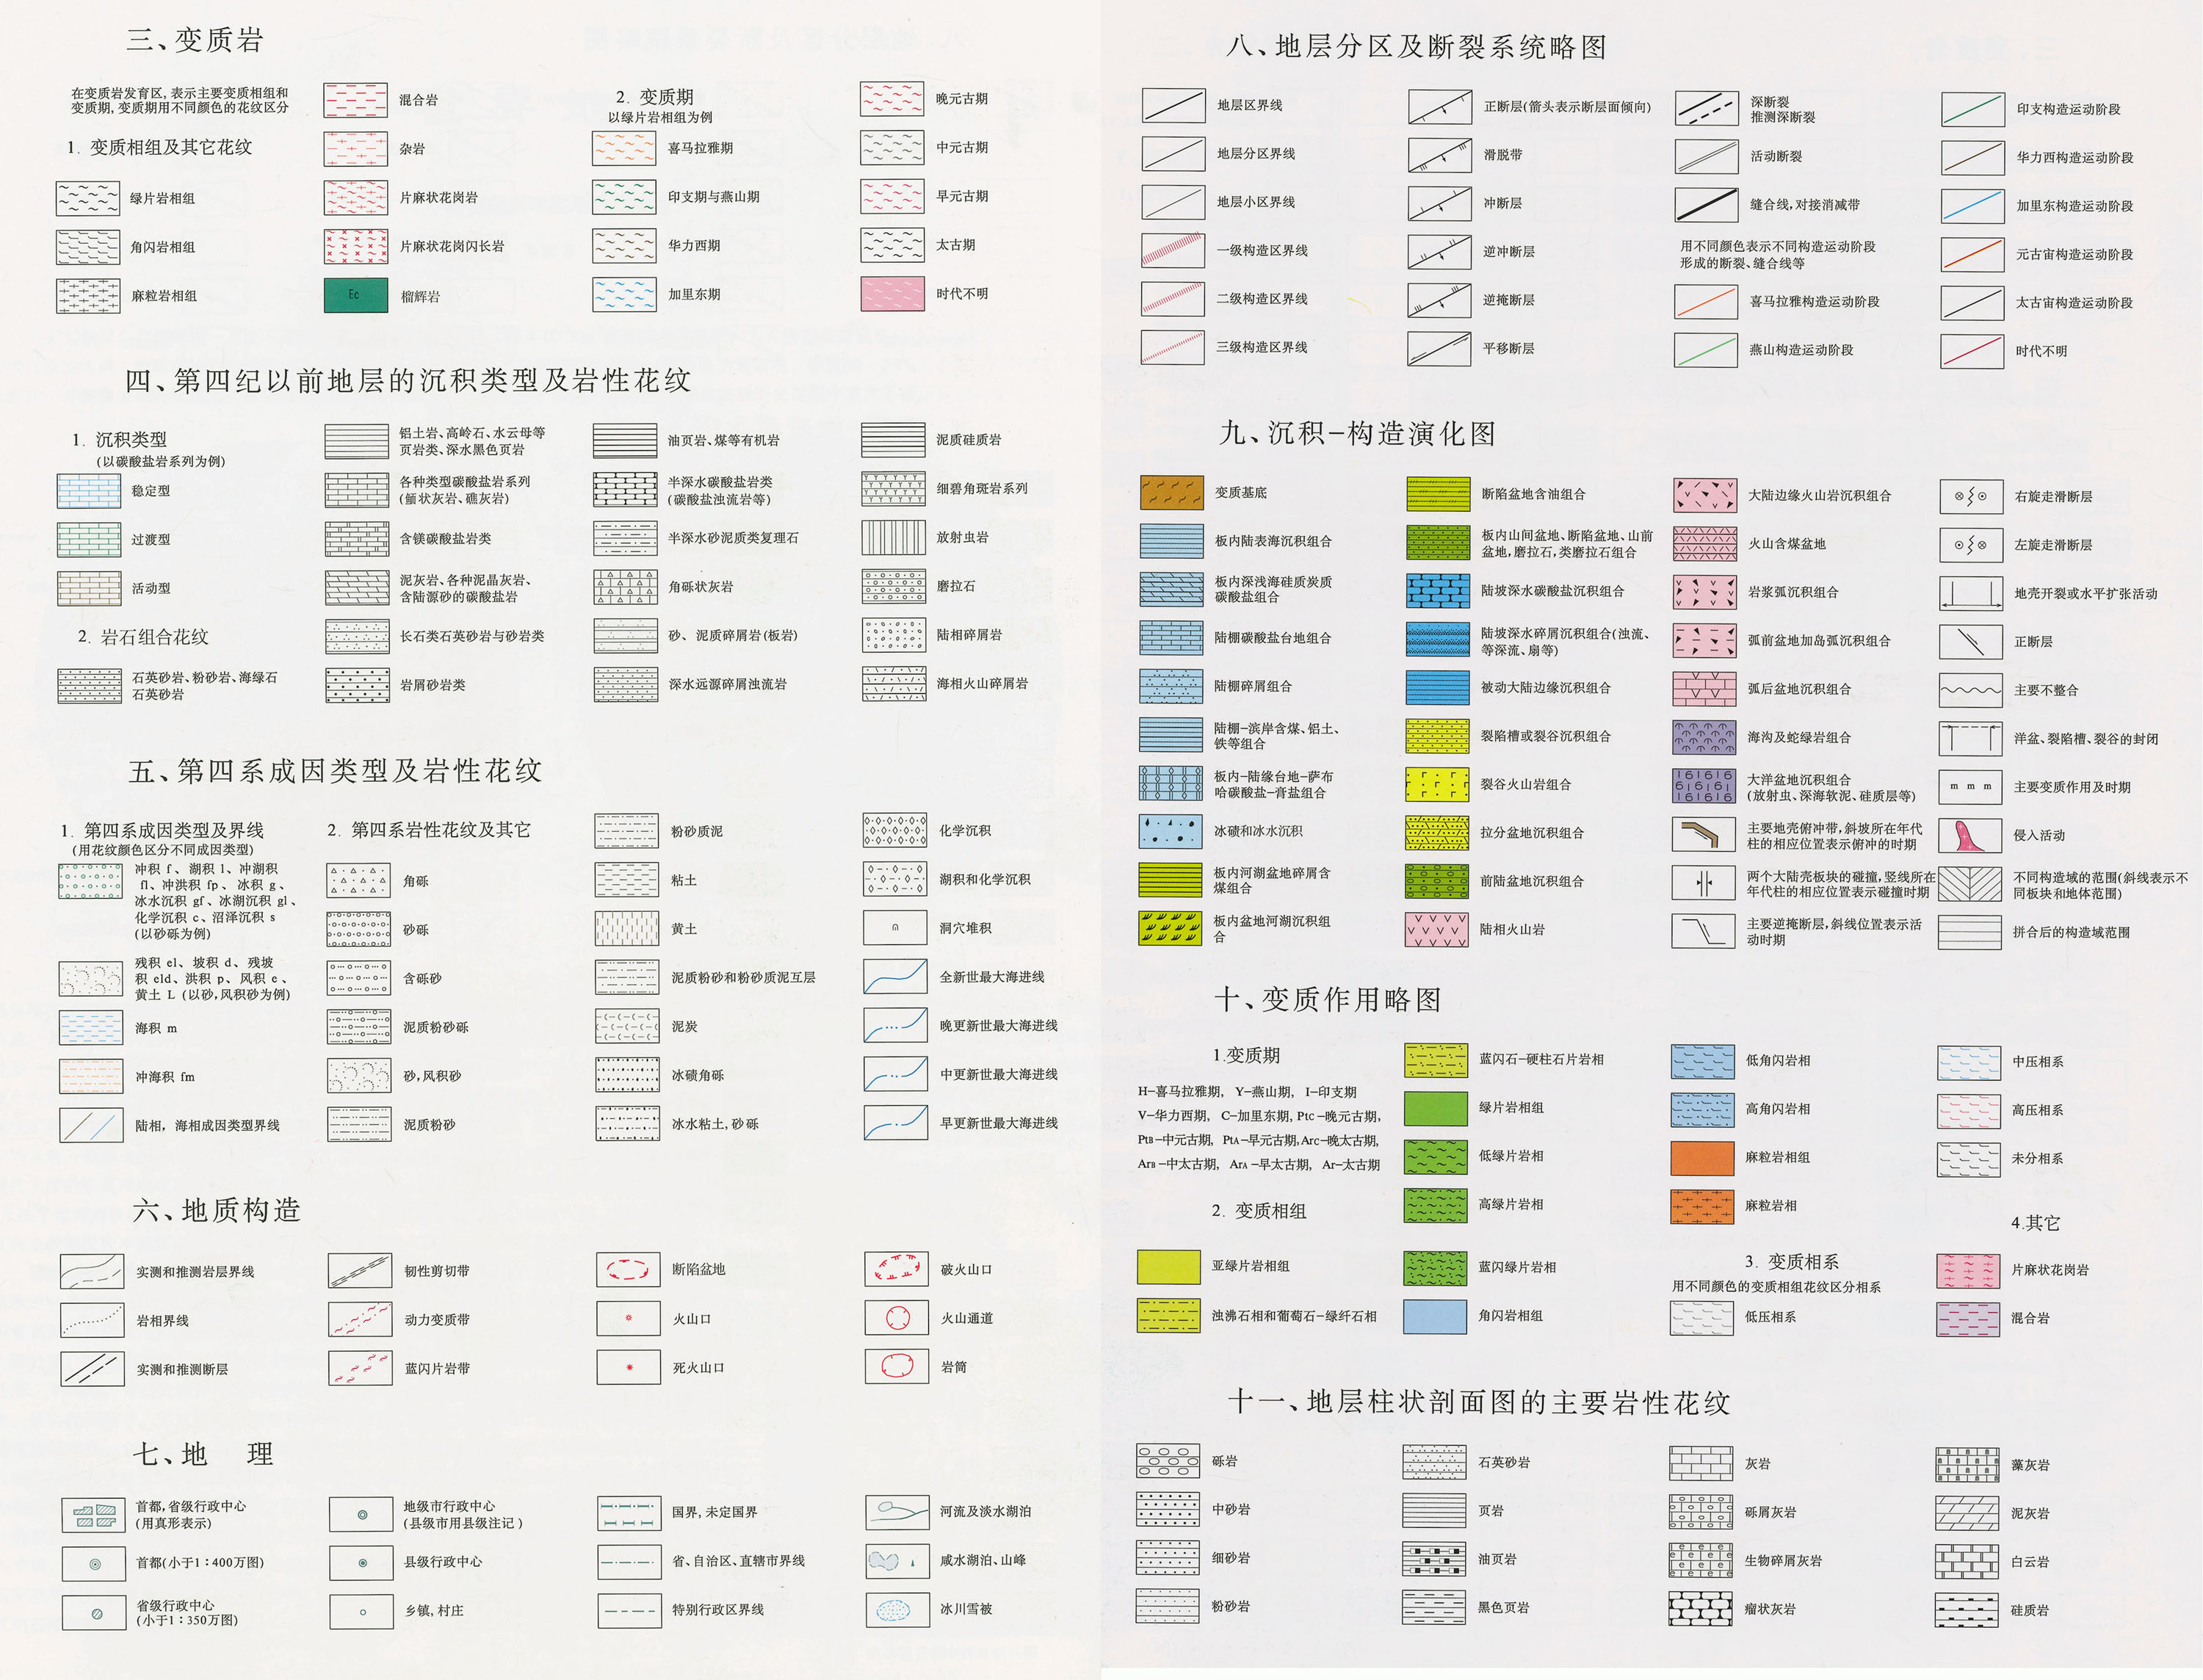 三、变质岩
在变质岩发育区, 表示主要变质相组和
变质期, 变质期用不同颜色的花纹区分
1. 变质相组及其它花纹
绿片岩相组
角闪岩相组
麻粒岩相组
混合岩
杂岩
片麻状花岗岩
片麻状花岗闪长岩
Ec
榴辉岩
2. 变质期
以绿片岩相组为例
喜马拉雅期
印支期与燕山期
华力西期
加里东期
晚元古期
中元古期
早元古期
太古期
时代不明
四、第四纪以前地层的沉积类型及岩性花纹
1. 沉积类型
(以碳酸盐岩系列为例)
稳定型
过渡型
活动型
2. 岩石组合花纹
石英砂岩、粉砂岩、海绿石
石英砂岩
铝土岩、高岭石、水云母等
页岩类、深水黑色页岩
各种类型碳酸盐岩系列
(鲕状灰岩、礁灰岩)
含镁碳酸盐岩类
泥灰岩、各种泥晶灰岩、
含陆源砂的碳酸盐岩
长石类石英砂岩与砂岩类
岩屑砂岩类
油页岩、煤等有机岩
半深水碳酸盐岩类
(碳酸盐浊流岩等)
半深水砂泥质类复理石
角砾状灰岩
砂、泥质碎屑岩(板岩)
深水远源碎屑浊流岩
泥质硅质岩
细碧角斑岩系列
放射虫岩
磨拉石
陆相碎屑岩
海相火山碎屑岩
五、第四系成因类型及岩性花纹
1. 第四系成因类型及界线
(用花纹颜色区分不同成因类型)
冲积 f、湖积 l、冲湖积
fl、冲洪积 fp、冰积 g、
冰水沉积 gf、冰湖沉积 gl、
化学沉积 c、沼泽沉积 s
(以砂砾为例)
残积 el、坡积 d、残坡
积 eld、洪积 p、风积 e、
黄土 L (以砂,风积砂为例)
海积 m
冲海积 fm
陆相, 海相成因类型界线
2. 第四系岩性花纹及其它
角砾
砂砾
含砾砂
泥质粉砂砾
砂,风积砂
泥质粉砂
粉砂质泥
粘土
黄土
泥质粉砂和粉砂质泥互层
泥炭
冰碛角砾
冰水粘土, 砂砾
化学沉积
湖积和化学沉积
洞穴堆积
全新世最大海进线
晚更新世最大海进线
中更新世最大海进线
早更新世最大海进线
六、地质构造
实测和推测岩层界线
岩相界线
实测和推测断层
韧性剪切带
动力变质带
蓝闪片岩带
断陷盆地
火山口
死火山口
破火山口
火山通道
岩筒
七、地 理
首都,省级行政中心
(用真形表示)
首都(小于1:400万图)
省级行政中心
(小于1:350万图)
地级市行政中心
(县级市用县级注记)
县级行政中心
乡镇, 村庄
国界, 未定国界
省、自治区、直辖市界线
特别行政区界线
河流及淡水湖泊
咸水湖泊、山峰
冰川雪被
八、地层分区及断裂系统略图
地层区界线
地层分区界线
地层小区界线
一级构造区界线
二级构造区界线
三级构造区界线
正断层(箭头表示断层面倾向)
滑脱带
冲断层
逆冲断层
逆掩断层
平移断层
深断裂
推测深断裂
活动断裂
缝合线,对接消减带
用不同颜色表示不同构造运动阶段
形成的断裂、缝合线等
喜马拉雅构造运动阶段
燕山构造运动阶段
印支构造运动阶段
华力西构造运动阶段
加里东构造运动阶段
元古宙构造运动阶段
太古宙构造运动阶段
时代不明
九、沉积-构造演化图
变质基底
板内陆表海沉积组合
板内深浅海硅质炭质
碳酸盐组合
陆棚碳酸盐台地组合
陆棚碎屑组合
陆棚-滨岸含煤、铝土、
铁等组合
板内-陆缘台地-萨布
哈碳酸盐-膏盐组合
冰碛和冰水沉积
板内河湖盆地碎屑含
煤组合
板内盆地河湖沉积组
合
断陷盆地含油组合
板内山间盆地、断陷盆地、山前
盆地,磨拉石,类磨拉石组合
陆坡深水碳酸盐沉积组合
陆坡深水碎屑沉积组合(浊流、
等深流、扇等)
被动大陆边缘沉积组合
裂陷槽或裂谷沉积组合
裂谷火山岩组合
拉分盆地沉积组合
前陆盆地沉积组合
陆相火山岩
大陆边缘火山岩沉积组合
火山含煤盆地
岩浆弧沉积组合
弧前盆地加岛弧沉积组合
弧后盆地沉积组合
海沟及蛇绿岩组合
大洋盆地沉积组合
(放射虫、深海软泥、硅质层等)
主要地壳俯冲带,斜坡所在年代
柱的相应位置表示俯冲的时期
两个大陆壳板块的碰撞,竖线所在
年代柱的相应位置表示碰撞时期
主要逆掩断层,斜线位置表示活
动时期
右旋走滑断层
左旋走滑断层
地壳开裂或水平扩张活动
正断层
主要不整合
洋盆、裂陷槽、裂谷的封闭
m m m
主要变质作用及时期
侵入活动
不同构造域的范围(斜线表示不
同板块和地体范围)
拼合后的构造域范围
十、变质作用略图
1.变质期
H-喜马拉雅期, Y-燕山期, I-印支期
V-华力西期, C-加里东期, Ptc-晚元古期,
PtB-中元古期, PtA-早元古期, Arc-晚太古期,
ArB-中太古期, ArA-早太古期, Ar-太古期
2. 变质相组
亚绿片岩相组
浊沸石相和葡萄石-绿纤石相
蓝闪石-硬柱石片岩相
绿片岩相组
低绿片岩相
高绿片岩相
蓝闪绿片岩相
角闪岩相组
低角闪岩相
高角闪岩相
麻粒岩相组
麻粒岩相
3. 变质相系
用不同颜色的变质相组花纹区分相系
低压相系
中压相系
高压相系
未分相系
4.其它
片麻状花岗岩
混合岩
十一、地层柱状剖面图的主要岩性花纹
砾岩
中砂岩
细砂岩
粉砂岩
石英砂岩
页岩
油页岩
黑色页岩
灰岩
砾屑灰岩
生物碎屑灰岩
瘤状灰岩
藻灰岩
泥灰岩
白云岩
硅质岩